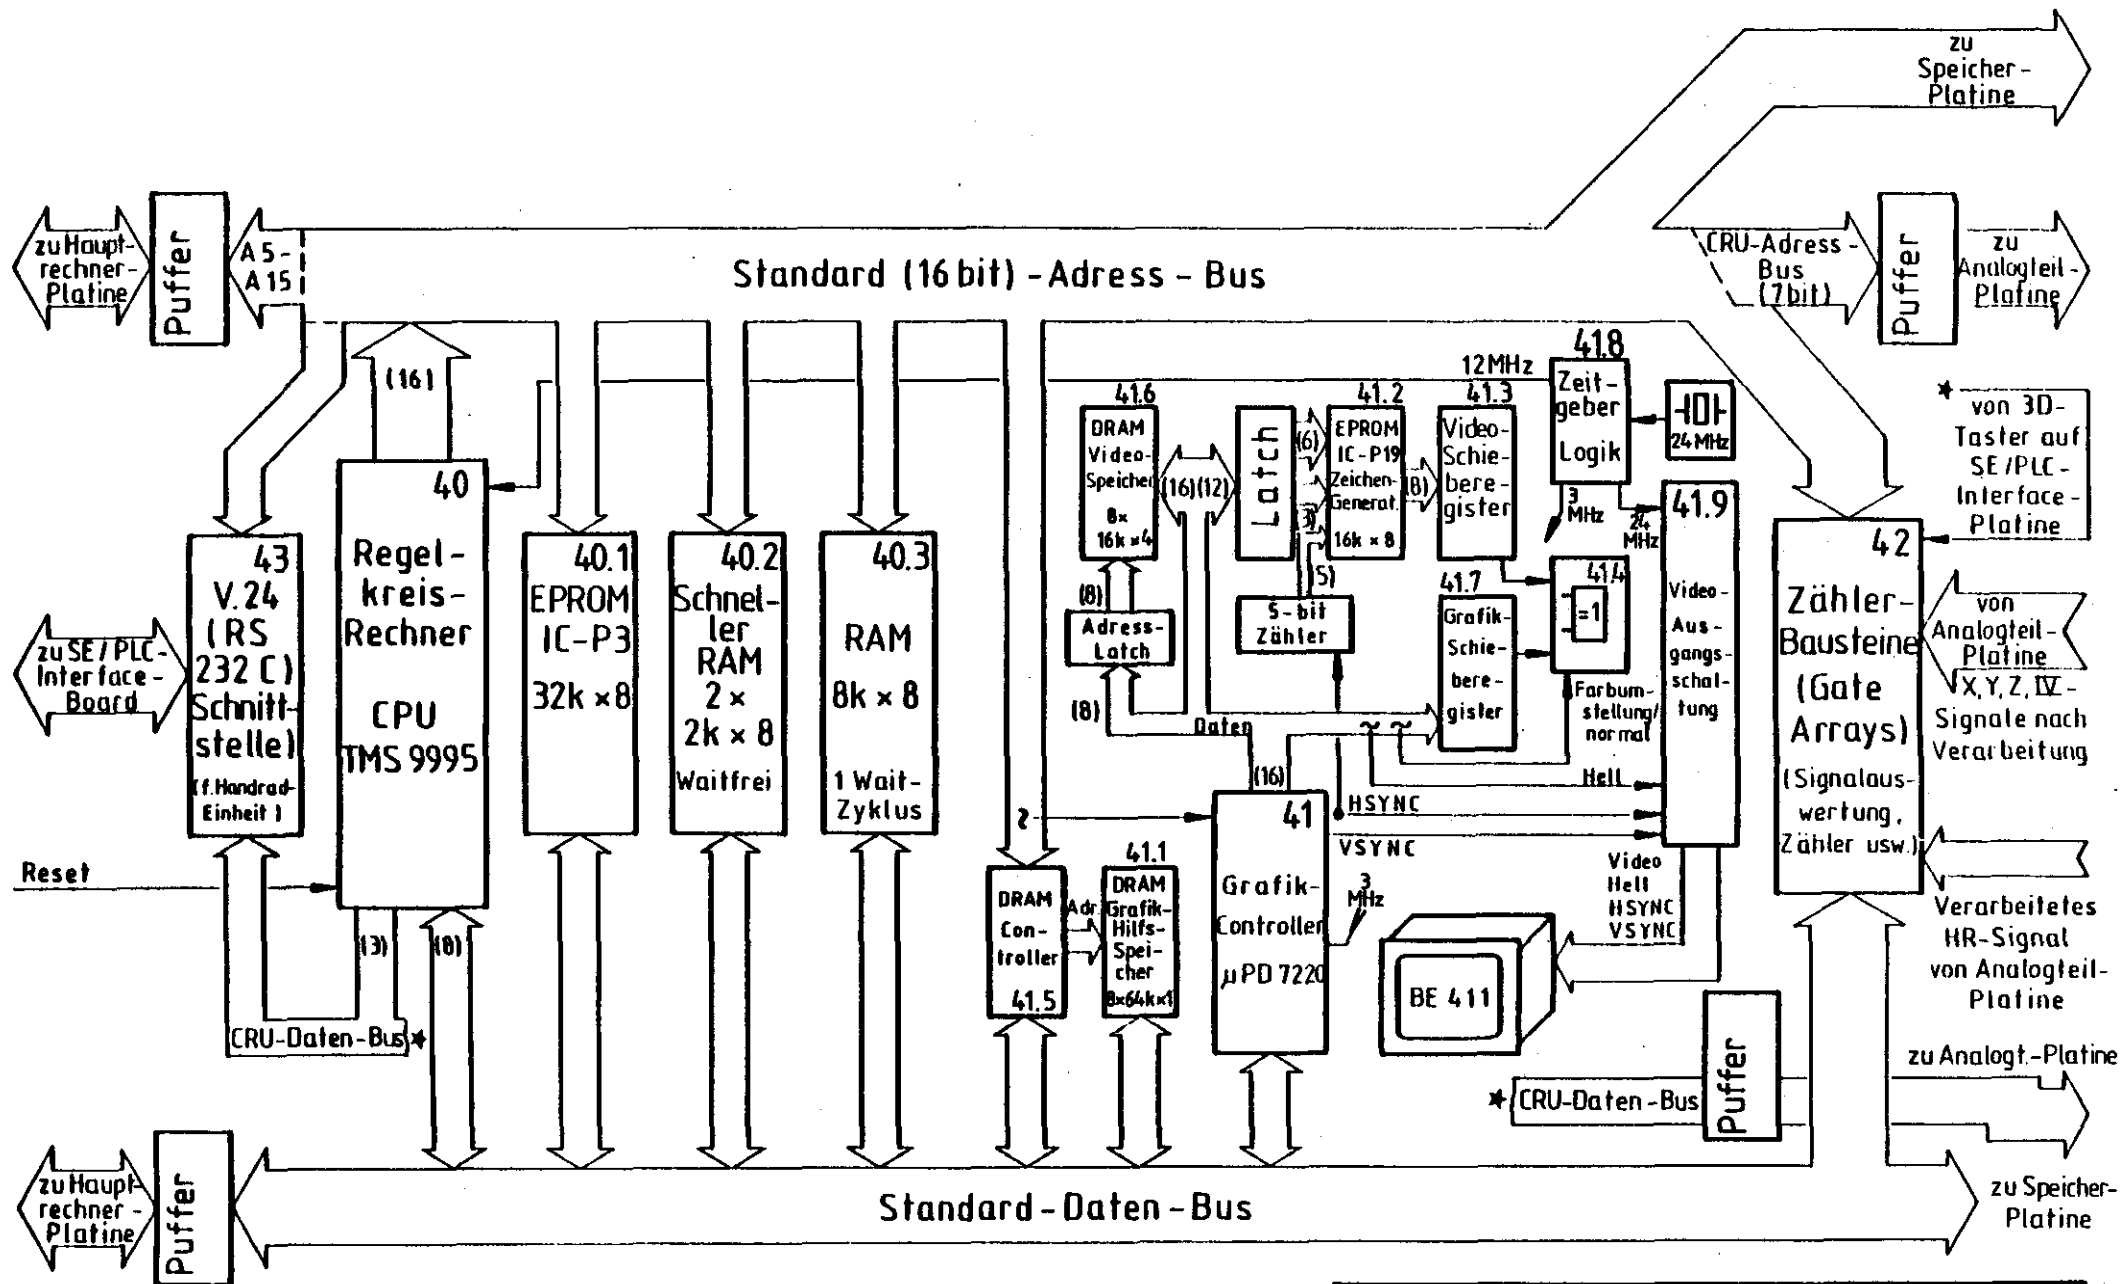 zu
Speicher-
Platine
zu Haupt-
rechner-
Platine
Puffer
A 5 -
A 15
Standard (16 bit) - Adress - Bus
CRU-Adress-
Bus
(7bit)
Puffer
zu
Analogteil-
Platine
(16)
12 MHz
41.8
Zeit-
geber
Logik
24 MHz
3
MHz
24
MHz
★
von 3D-
Taster auf
SE/PLC-
Interface-
Platine
40
Regel-
kreis-
Rechner
CPU
TMS 9995
43
V.24
(RS
232 C)
Schnitt-
stelle)
(f. Handrad-
Einheit)
zu SE/PLC-
Interface-
Board
40.1
EPROM
IC-P3
32k × 8
40.2
Schnel-
ler
RAM
2 ×
2k × 8
Waitfrei
40.3
RAM
8k × 8
1 Wait-
Zyklus
41.6
DRAM
Video-
Speicher
8×
16k × 4
(16)
(12)
Latch
(6)
(3)
(5)
41.2
EPROM
IC-P19
Zeichen-
Generat.
16k × 8
(8)
41.3
Video-
Schie-
bere-
gister
(8)
Adress-
Latch
(8)
5-bit
Zähler
41.7
Grafik-
Schie-
bere-
gister
41.4
=1
Farbum-
stellung/
normal
41.9
Video-
Aus-
gangs-
schal-
tung
42
Zähler-
Bausteine
(Gate
Arrays)
(Signalaus-
wertung,
Zähler usw.)
von
Analogteil-
Platine
X, Y, Z, IV-
Signale nach
Verarbeitung
Daten
(16)
Hell
HSYNC
VSYNC
2
41
Grafik-
Controller
µPD 7220
3
MHz
Reset
DRAM
Con-
troller
41.5
Adr.
41.1
DRAM
Grafik-
Hilfs-
Spei-
cher
8×64k×1
Video
Hell
HSYNC
VSYNC
BE 411
Verarbeitetes
HR-Signal
von Analogteil-
Platine
(3)
(8)
CRU-Daten-Bus ★
★ CRU-Daten-Bus
Puffer
zu Analogt.-Platine
zu Haupt-
rechner-
Platine
Puffer
Standard-Daten-Bus
zu Speicher-
Platine